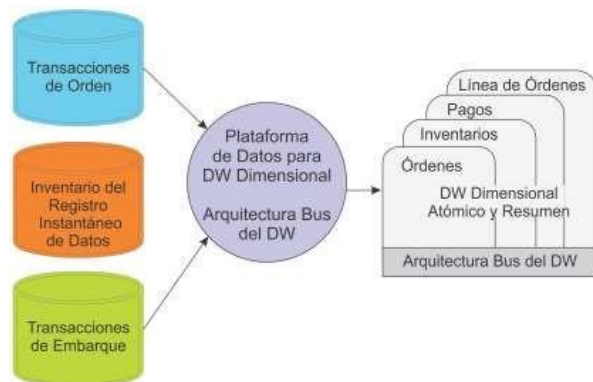 Transacciones
de Orden
Inventario del
Registro
Instantáneo
de Datos
Transacciones
de Embarque
Plataforma
de Datos para
DW Dimensional
Arquitectura Bus
del DW
Línea de Órdenes
Pagos
Inventarios
Órdenes
DW Dimensional
Atómico y Resumen
Arquitectura Bus del DW